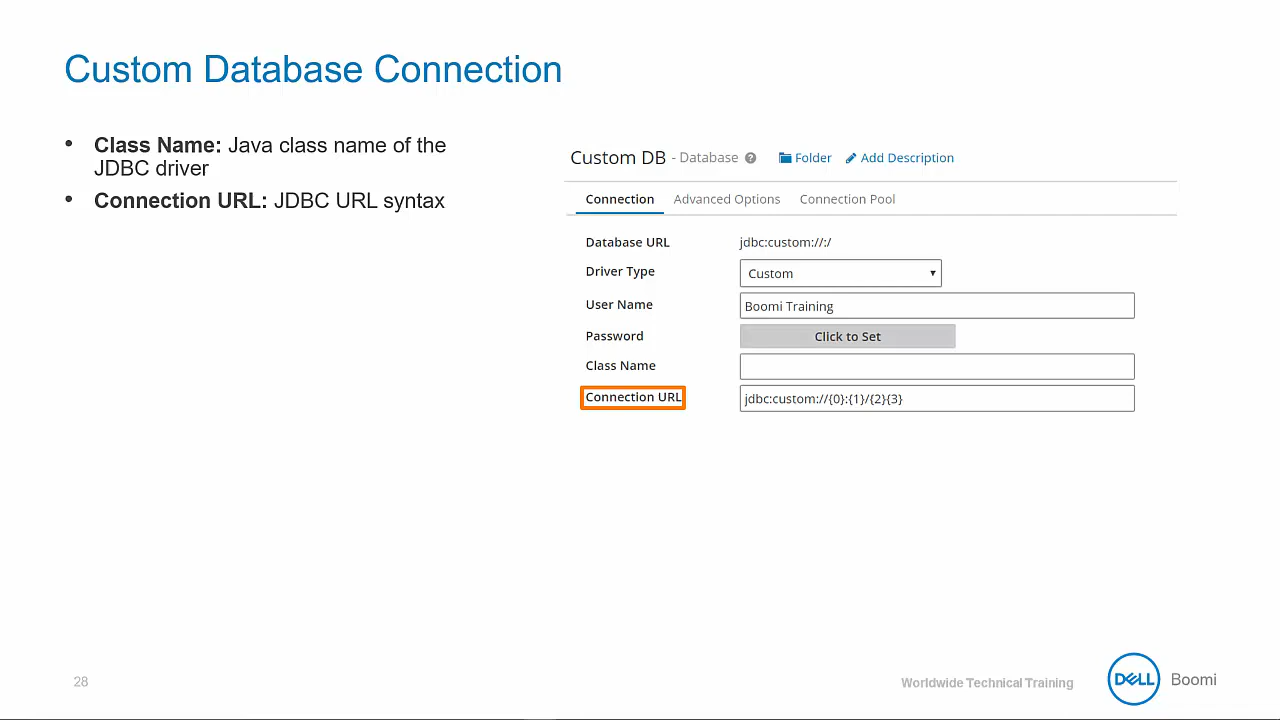 Custom Database Connection
• Class Name: Java class name of the
JDBC driver
• Connection URL: JDBC URL syntax
Custom DB - Database ? Folder Add Description
Connection Advanced Options Connection Pool
Database URL jdbc:custom://:/
Driver Type Custom
User Name Boomi Training
Password Click to Set
Class Name
Connection URL jdbc:custom://{0}:{1}/{2}{3}
28
Worldwide Technical Training
DELL Boomi